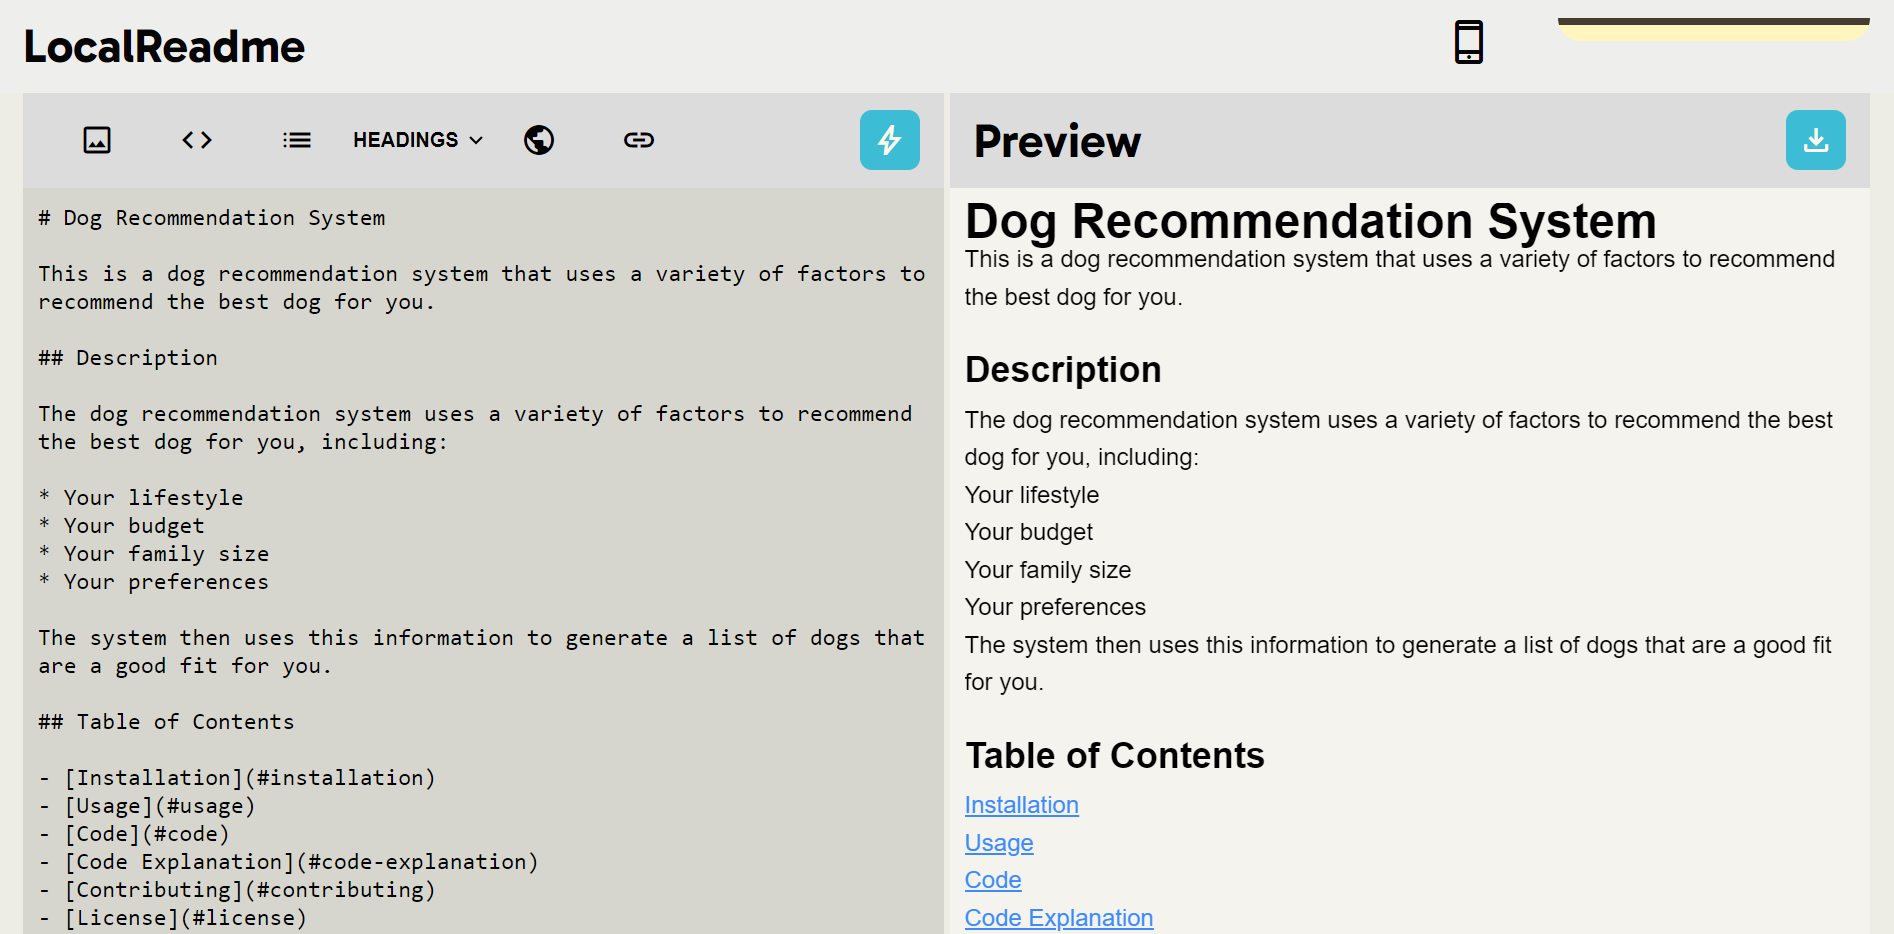 LocalReadme
HEADINGS
# Dog Recommendation System
This is a dog recommendation system that uses a variety of factors to
recommend the best dog for you.
## Description
The dog recommendation system uses a variety of factors to recommend
the best dog for you, including:
* Your lifestyle
* Your budget
* Your family size
* Your preferences
The system then uses this information to generate a list of dogs that
are a good fit for you.
## Table of Contents
- [Installation](#installation)
- [Usage](#usage)
- [Code](#code)
- [Code Explanation](#code-explanation)
- [Contributing](#contributing)
- [License](#license)
Preview
Dog Recommendation System
This is a dog recommendation system that uses a variety of factors to recommend
the best dog for you.
Description
The dog recommendation system uses a variety of factors to recommend the best
dog for you, including:
Your lifestyle
Your budget
Your family size
Your preferences
The system then uses this information to generate a list of dogs that are a good fit
for you.
Table of Contents
Installation
Usage
Code
Code Explanation